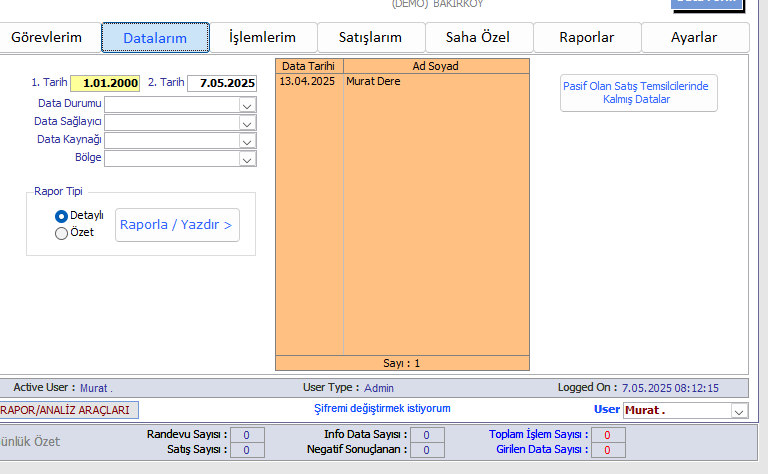 (DEMO) BAKIRKÖY
Görevlerim Datalarım İşlemlerim Satışlarım Saha Özel Raporlar Ayarlar
1. Tarih 1.01.2000 2. Tarih 7.05.2025
Data Durumu
Data Sağlayıcı
Data Kaynağı
Bölge
Rapor Tipi
Detaylı
Özet
Raporla / Yazdır >
Data Tarihi Ad Soyad
13.04.2025 Murat Dere
Sayı : 1
Pasif Olan Satış Temsilcilerinde
Kalmış Datalar
Active User : Murat . User Type : Admin Logged On : 7.05.2025 08:12:15
RAPOR/ANALİZ ARAÇLARI Şifremi değiştirmek istiyorum User Murat .
ünlük Özet
Randevu Sayısı : 0 Info Data Sayısı : 0 Toplam İşlem Sayısı : 0
Satış Sayısı : 0 Negatif Sonuçlanan : 0 Girilen Data Sayısı : 0